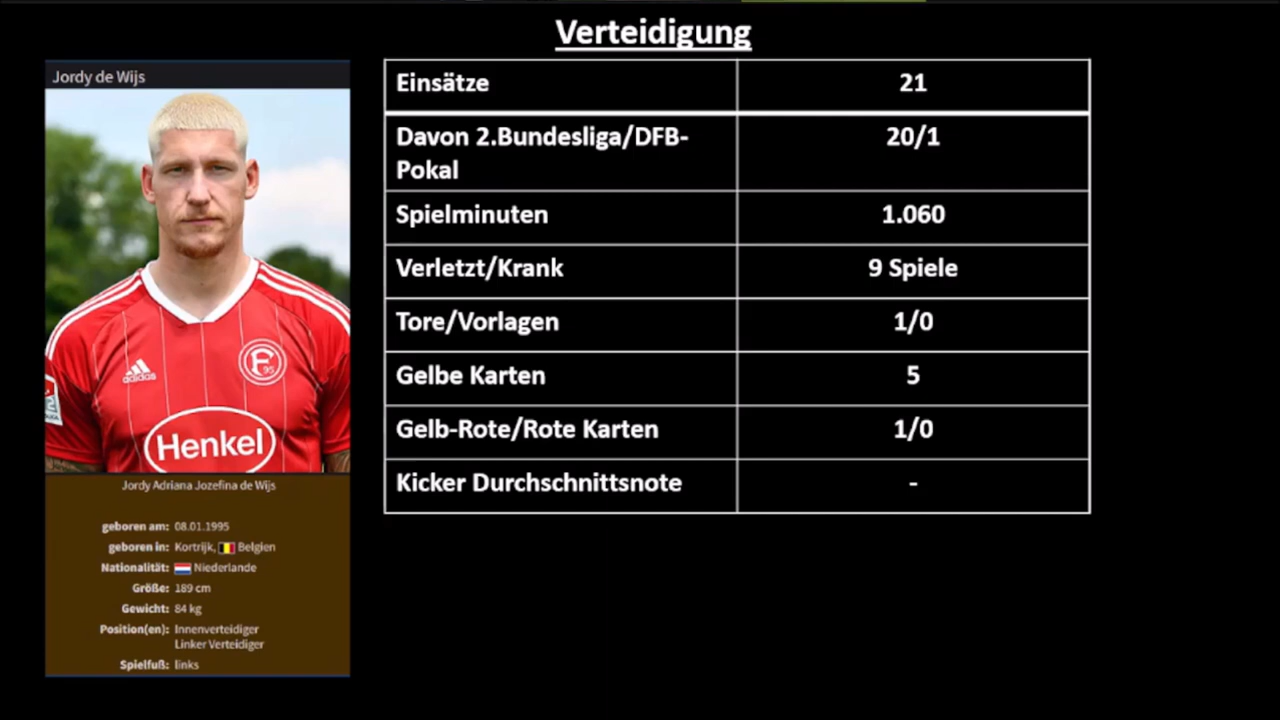 Verteidigung
Jordy de Wijs
adidas
F95
Henkel
Jordy Adriana Jozefina de Wijs
geboren am: 08.01.1995
geboren in: Kortrijk, Belgien
Nationalität: Niederlande
Größe: 189 cm
Gewicht: 84 kg
Position(en): Innenverteidiger
Linker Verteidiger
Spielfuß: links
Einsätze 21
Davon 2.Bundesliga/DFB- 20/1
Pokal
Spielminuten 1.060
Verletzt/Krank 9 Spiele
Tore/Vorlagen 1/0
Gelbe Karten 5
Gelb-Rote/Rote Karten 1/0
Kicker Durchschnittsnote -